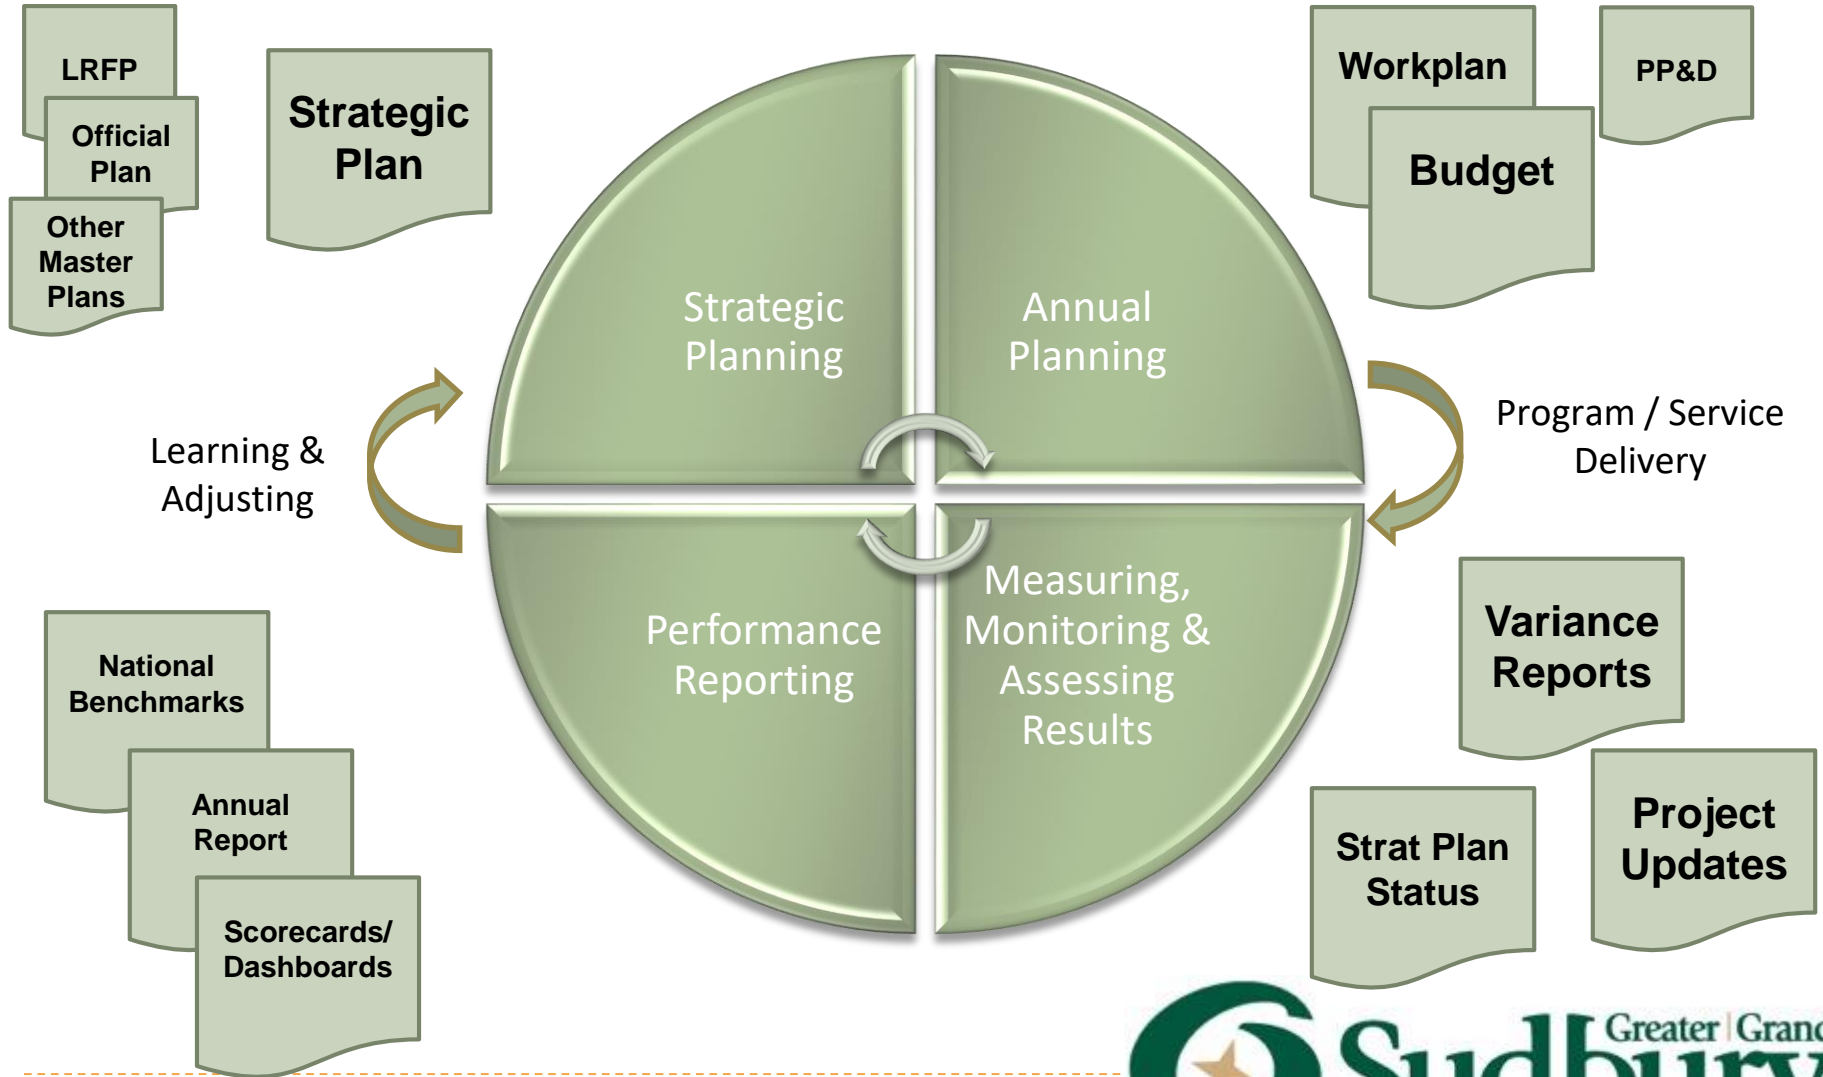 LRFP
Official
Plan
Other
Master
Plans
Strategic
Plan
Workplan
Budget
PP&D
Strategic
Planning
Annual
Planning
Learning &
Adjusting
Program / Service
Delivery
Performance
Reporting
Measuring,
Monitoring &
Assessing
Results
National
Benchmarks
Annual
Report
Scorecards/
Dashboards
Variance
Reports
Project
Updates
Strat Plan
Status
Greater | Grand
Sudbury